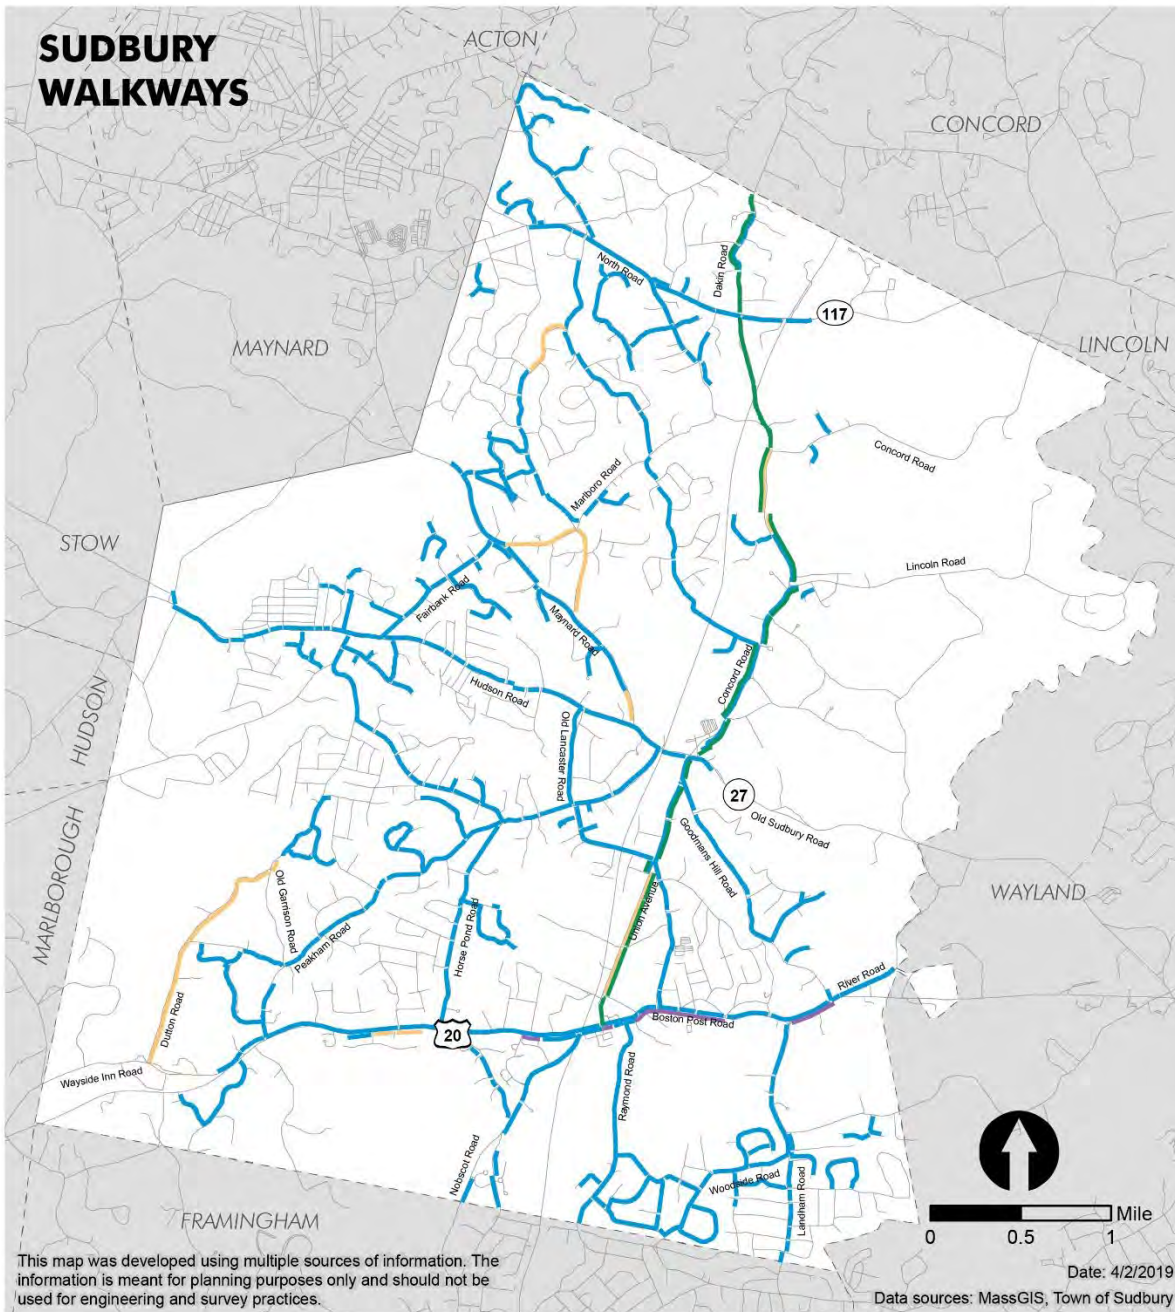 SUDBURY
WALKWAYS
ACTON
CONCORD
North Road
Dakin Road
117
MAYNARD
LINCOLN
Concord Road
Marlboro Road
STOW
Lincoln Road
Fairbank Road
Maynard Road
Concord Road
Hudson Road
HUDSON
Old Lancaster Road
27
Old Sudbury Road
Goodmans Hill Road
MARLBOROUGH
Old Garrison Road
Union Avenue
WAYLAND
Horse Pond Road
Peakham Road
River Road
Dutton Road
Boston Post Road
20
Wayside Inn Road
Raymond Road
Nobscot Road
Woodside Road
Landham Road
FRAMINGHAM
Mile
0 0.5 1
This map was developed using multiple sources of information. The
information is meant for planning purposes only and should not be
used for engineering and survey practices.
Date: 4/2/2019
Data sources: MassGIS, Town of Sudbury